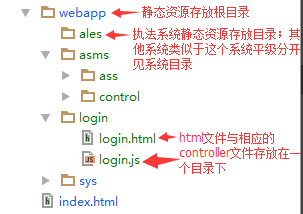 webapp
静态资源存放根目录
ales
执法系统静态资源存放目录：其
他系统类似于这个系统平级分开
见系统目录
asms
ass
control
login
login.html
html文件与相应的
controller文件存放在一
个目录下
login.js
sys
index.html